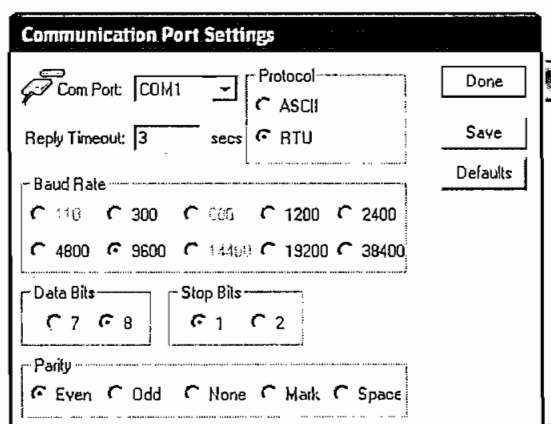 Communication Port Settings
Com Port: COM1
Protocol
ASCII
RTU
Reply Timeout: 3 secs
Done
Save
Defaults
Baud Rate
110 300 600 1200 2400
4800 9600 14400 19200 38400
Data Bits
7 8
Stop Bits
1 2
Parity
Even Odd None Mark Space